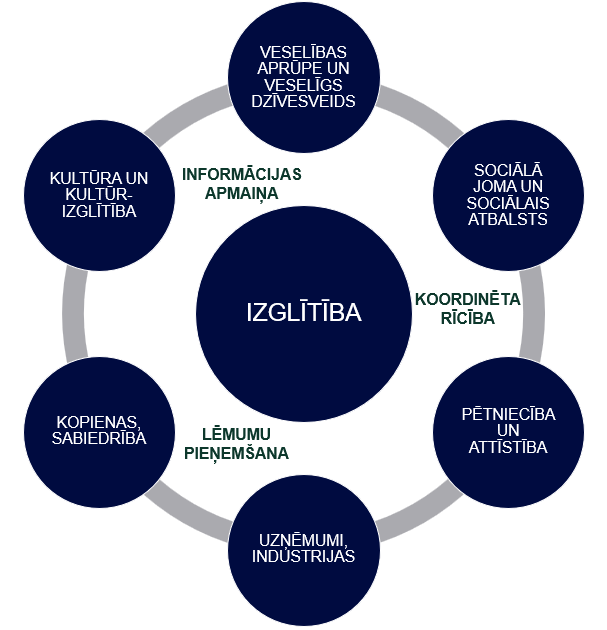 VESELĪBAS
APRŪPE UN
VESELĪGS
DZĪVESVEIDS
KULTŪRA UN
KULTŪR-
IZGLĪTĪBA
INFORMĀCIJAS
APMAIŅA
SOCIĀLĀ
JOMA UN
SOCIĀLAIS
ATBALSTS
IZGLĪTĪBA
KOORDINĒTA
RĪCĪBA
KOPIENAS,
SABIEDRĪBA
LĒMUMU
PIEŅEMŠANA
PĒTNIECĪBA
UN
ATTĪSTĪBA
UZŅĒMUMI,
INDUSTRIJAS